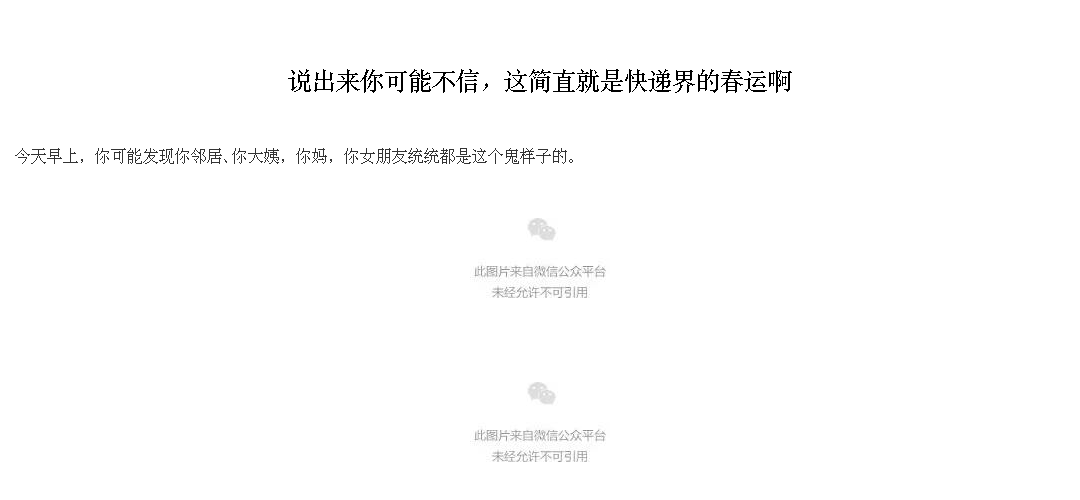 说出来你可能不信，这简直就是快递界的春运啊
今天早上，你可能发现你邻居、你大姨，你妈，你女朋友统统都是这个鬼样子的。
此图片来自微信公众平台
未经允许不可引用
此图片来自微信公众平台
未经允许不可引用